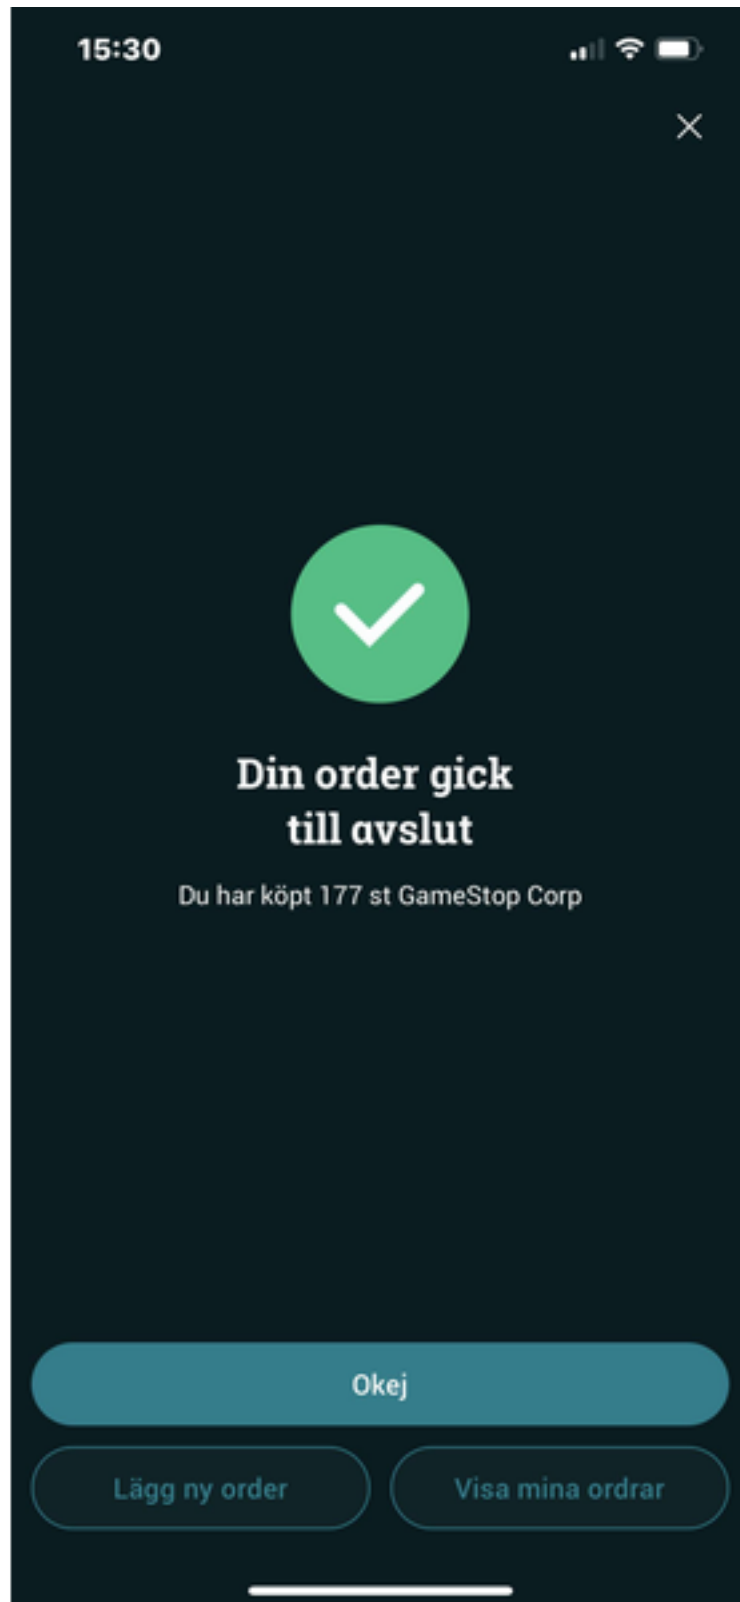 15:30
Din order gick
till avslut
Du har köpt 177 st GameStop Corp
Okej
Lägg ny order
Visa mina ordrar